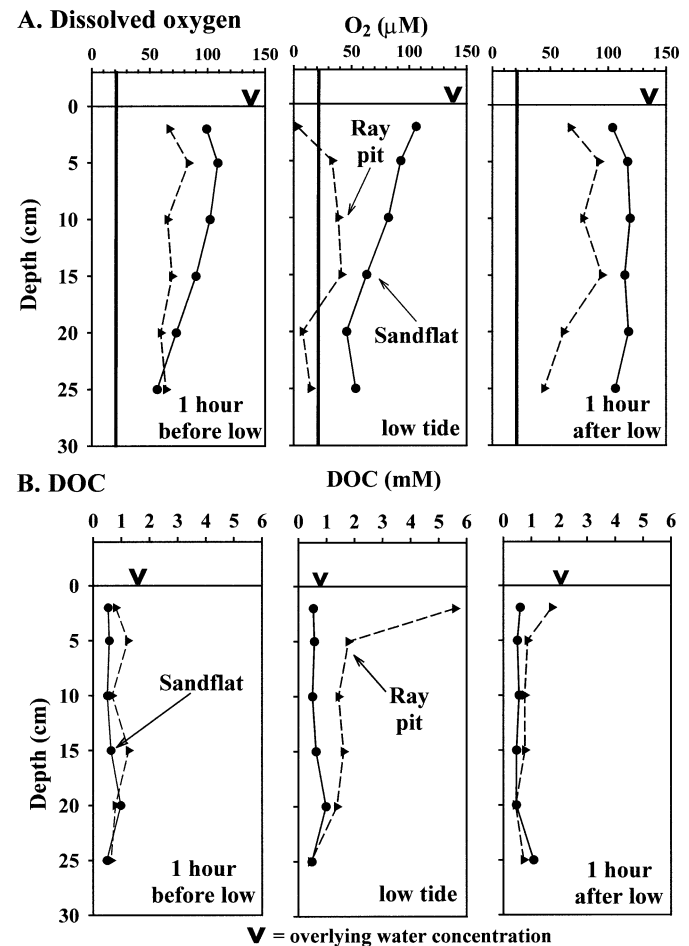 A. Dissolved oxygen
O₂ (μM)
0 50 100 150 0 50 100 150 0 50 100 150
V V V
0
5
10
15
20
25
30
Depth (cm)
Ray
pit
Sandflat
1 hour
before low
low tide
1 hour
after low
B. DOC
DOC (mM)
0 1 2 3 4 5 6 0 1 2 3 4 5 6 0 1 2 3 4 5 6
V V V
0
5
10
15
20
25
30
Depth (cm)
Sandflat
Ray
pit
1 hour
before low
low tide
1 hour
after low
V = overlying water concentration